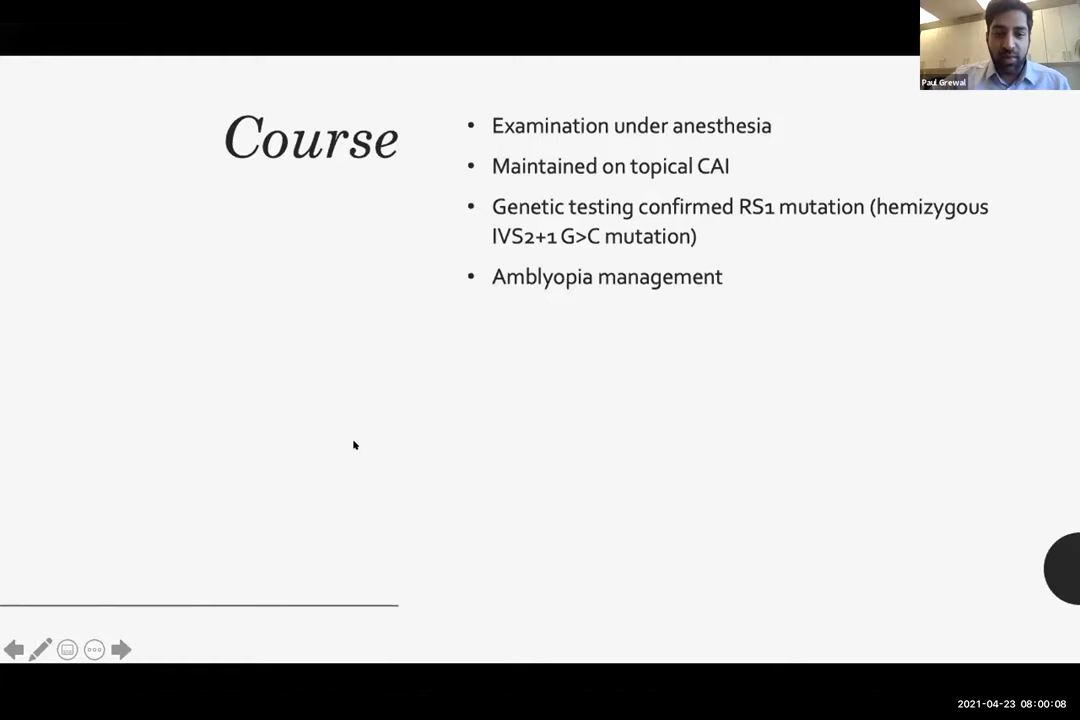 Paul Grewal
Course
• Examination under anesthesia
• Maintained on topical CAI
• Genetic testing confirmed RS1 mutation (hemizygous
IVS2+1 G>C mutation)
• Amblyopia management
2021-04-23 08:00:08